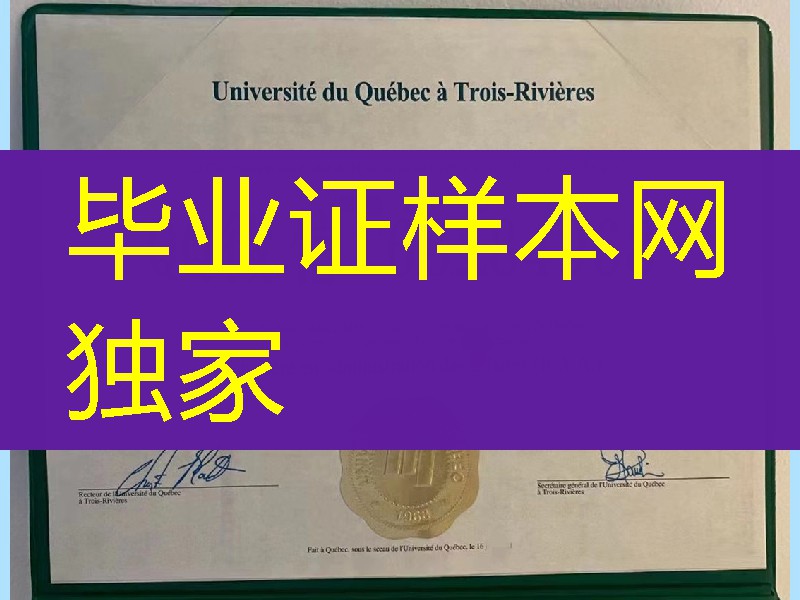 Université du Québec à Trois-Rivières
毕业证样本网
独家
Recteur de l'Université du Québec
à Trois-Rivières
Secrétaire général de l'Université du Québec
à Trois-Rivières
1968
Fait à Québec, sous le sceau de l'Université du Québec, le 16